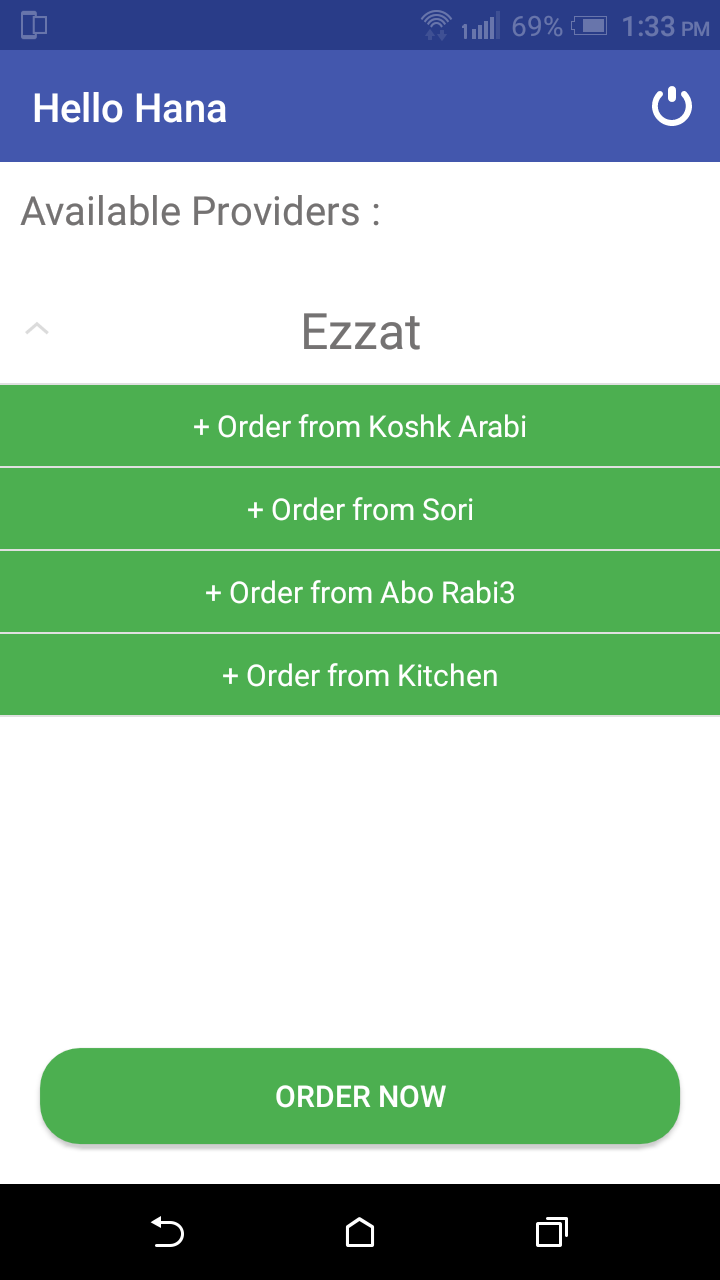 69% 1:33 PM
Hello Hana
Available Providers :
Ezzat
+ Order from Koshk Arabi
+ Order from Sori
+ Order from Abo Rabi3
+ Order from Kitchen
ORDER NOW